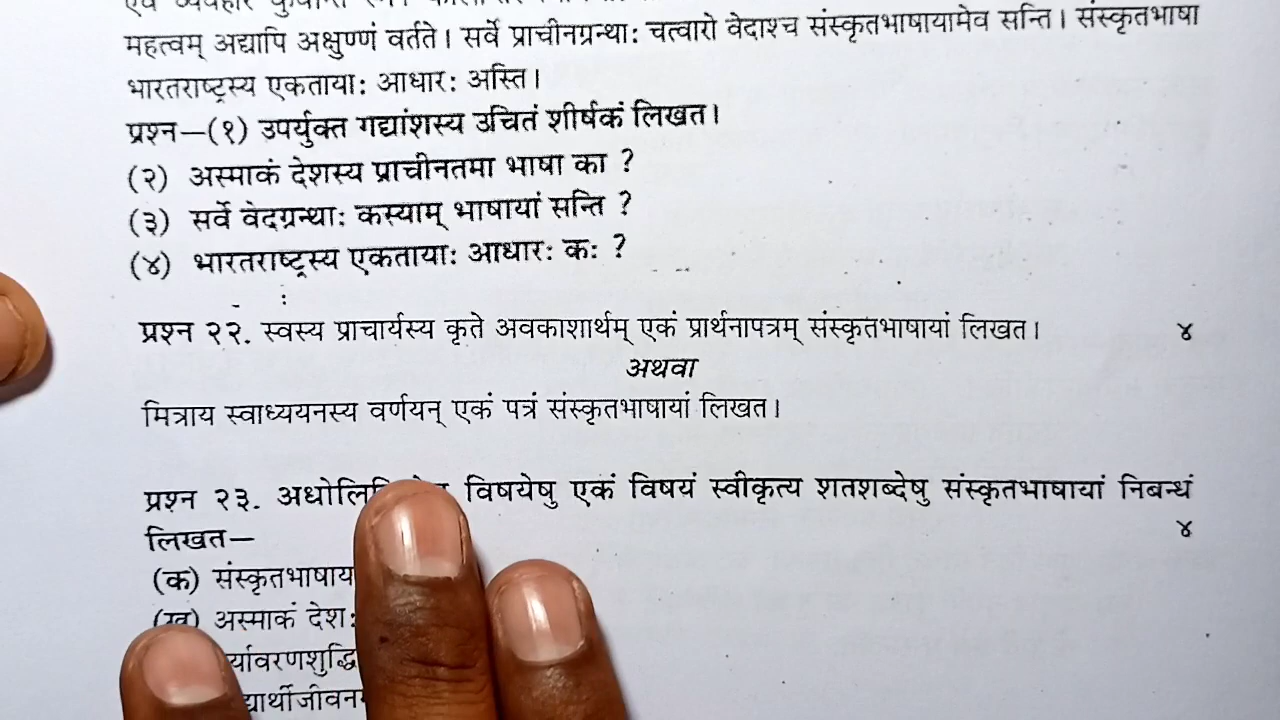 महत्वम् अद्यापि अक्षुण्णं वर्तते। सर्वे प्राचीनग्रन्थाः चत्वारो वेदाश्च संस्कृतभाषायामेव सन्ति। संस्कृतभाषा
भारतराष्ट्रस्य एकतायाः आधारः अस्ति।
प्रश्न—(१) उपर्युक्त गद्यांशस्य उचितं शीर्षकं लिखत।
(२) अस्माकं देशस्य प्राचीनतमा भाषा का ?
(३) सर्वे वेदग्रन्थाः कस्याम् भाषायां सन्ति ?
(४) भारतराष्ट्रस्य एकतायाः आधारः कः ?
प्रश्न २२. स्वस्य प्राचार्यस्य कृते अवकाशार्थम् एकं प्रार्थनापत्रम् संस्कृतभाषायां लिखत। ४
अथवा
मित्राय स्वाध्ययनस्य वर्णयन् एकं पत्रं संस्कृतभाषायां लिखत।
प्रश्न २३. विषयेषु एकं विषयं स्वीकृत्य शतशब्देषु संस्कृतभाषायां निबन्धं
लिखत— ४
(क) संस्कृतभाषाय
(ख) अस्माकं देशः